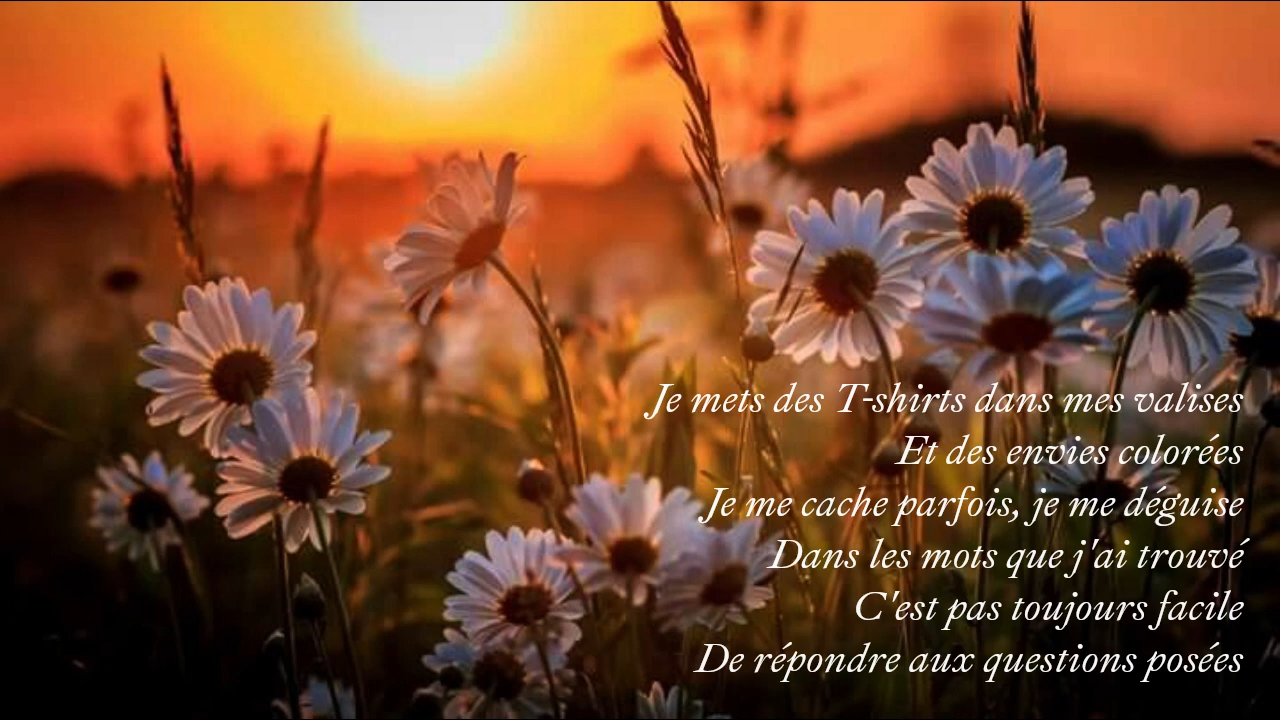 Je mets des T-shirts dans mes valises
Et des envies colorées
Je me cache parfois, je me déguise
Dans les mots que j'ai trouvé
C'est pas toujours facile
De répondre aux questions posées